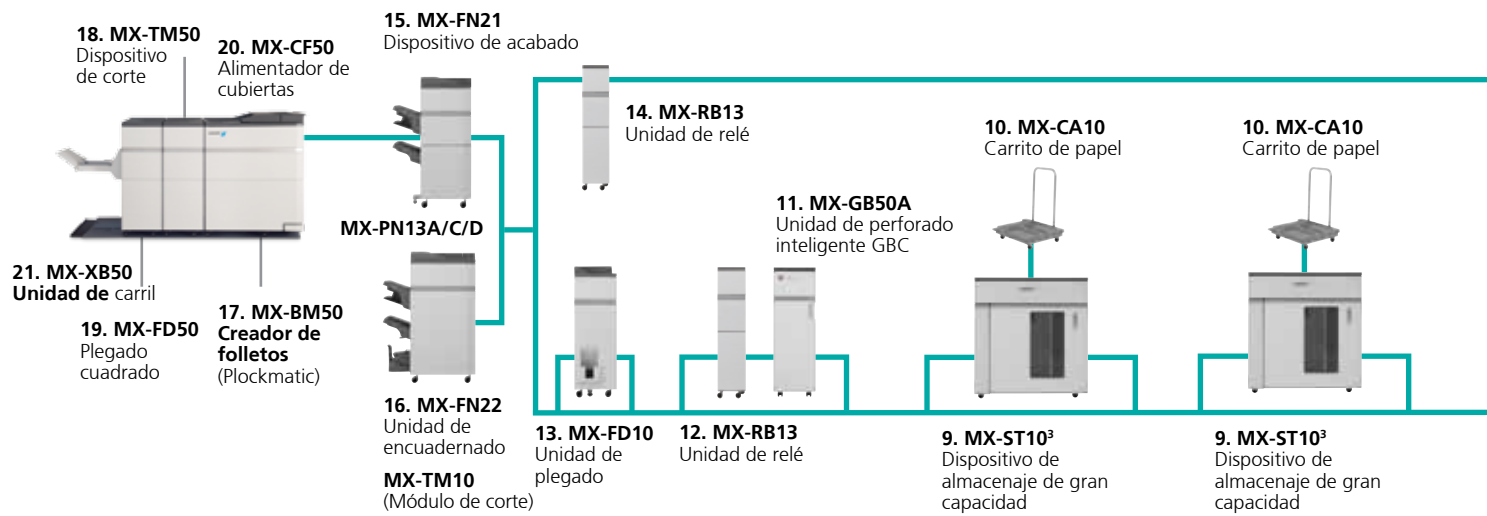 18. MX-TM50
Dispositivo
de corte
20. MX-CF50
Alimentador de
cubiertas
15. MX-FN21
Dispositivo de acabado
14. MX-RB13
Unidad de relé
10. MX-CA10
Carrito de papel
10. MX-CA10
Carrito de papel
11. MX-GB50A
Unidad de perforado
inteligente GBC
MX-PN13A/C/D
21. MX-XB50
Unidad de carril
19. MX-FD50
Plegado
cuadrado
17. MX-BM50
Creador de
folletos
(Plockmatic)
16. MX-FN22
Unidad de
encuadernado
MX-TM10
(Módulo de corte)
13. MX-FD10
Unidad de
plegado
12. MX-RB13
Unidad de relé
9. MX-ST10³
Dispositivo de
almacenaje de gran
capacidad
9. MX-ST10³
Dispositivo de
almacenaje de gran
capacidad